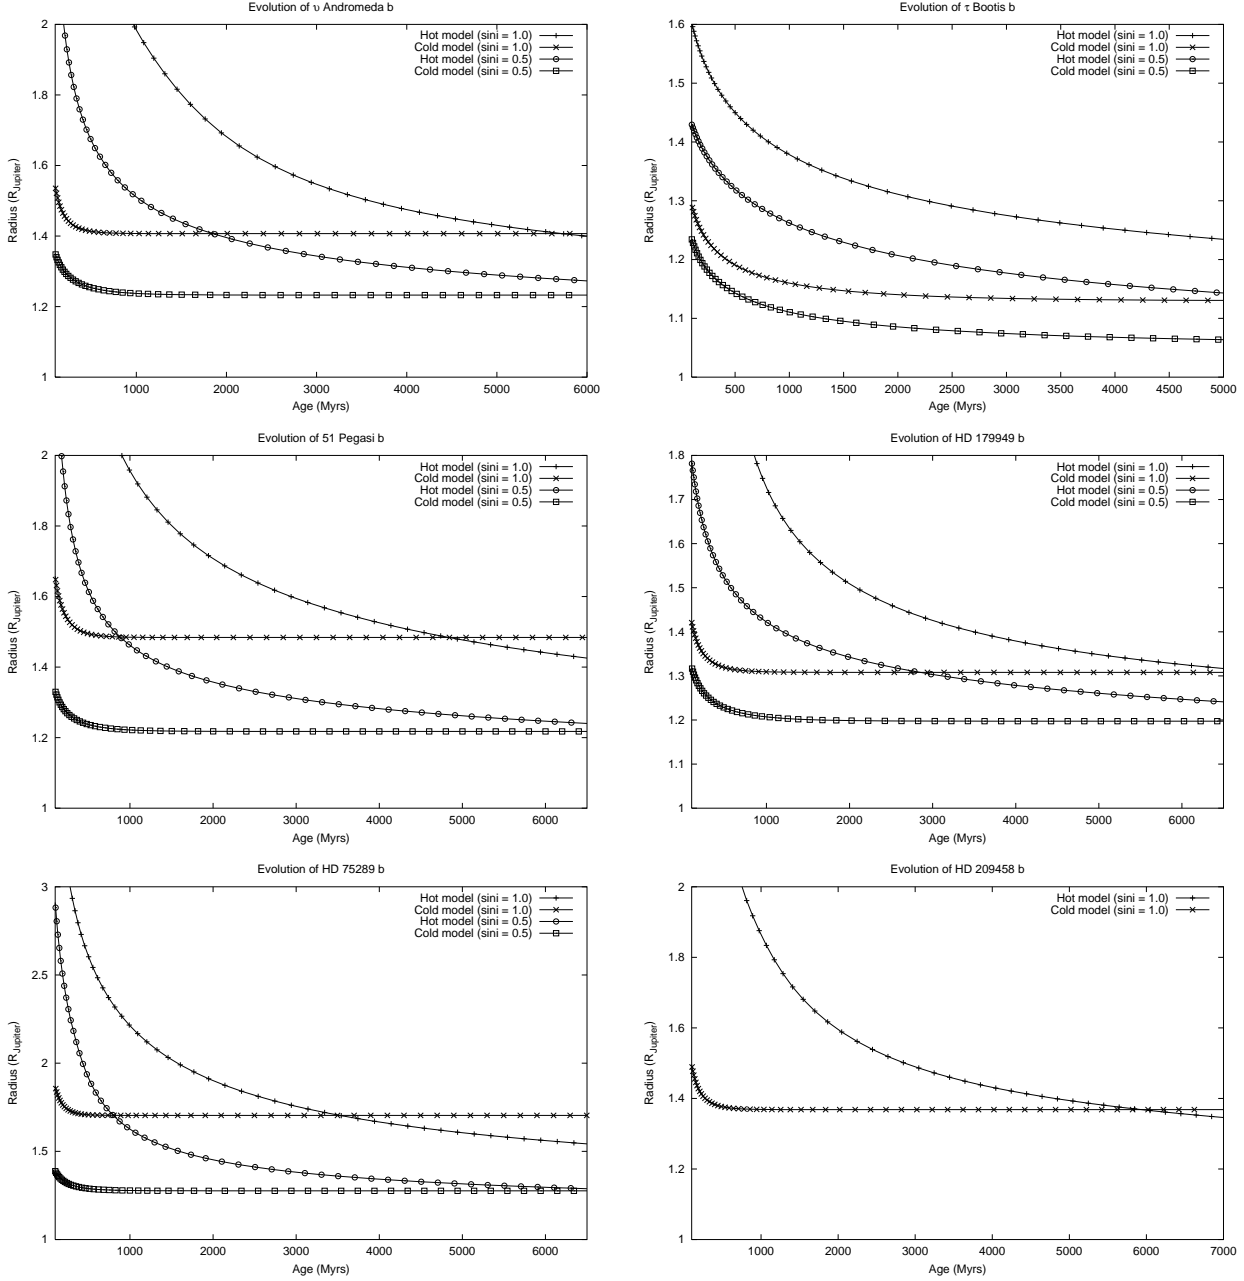 Evolution of υ Andromeda b
2
1.8
1.6
1.4
1.2
1
Radius (R_Jupiter)
Hot model (sini = 1.0)
Cold model (sini = 1.0)
Hot model (sini = 0.5)
Cold model (sini = 0.5)
1000 2000 3000 4000 5000 6000
Age (Myrs)
Evolution of τ Bootis b
1.6
1.5
1.4
1.3
1.2
1.1
1
Radius (R_Jupiter)
Hot model (sini = 1.0)
Cold model (sini = 1.0)
Hot model (sini = 0.5)
Cold model (sini = 0.5)
500 1000 1500 2000 2500 3000 3500 4000 4500 5000
Age (Myrs)
Evolution of 51 Pegasi b
2
1.8
1.6
1.4
1.2
1
Radius (R_Jupiter)
Hot model (sini = 1.0)
Cold model (sini = 1.0)
Hot model (sini = 0.5)
Cold model (sini = 0.5)
1000 2000 3000 4000 5000 6000
Age (Myrs)
Evolution of HD 179949 b
1.8
1.7
1.6
1.5
1.4
1.3
1.2
1.1
1
Radius (R_Jupiter)
Hot model (sini = 1.0)
Cold model (sini = 1.0)
Hot model (sini = 0.5)
Cold model (sini = 0.5)
1000 2000 3000 4000 5000 6000
Age (Myrs)
Evolution of HD 75289 b
3
2.5
2
1.5
1
Radius (R_Jupiter)
Hot model (sini = 1.0)
Cold model (sini = 1.0)
Hot model (sini = 0.5)
Cold model (sini = 0.5)
1000 2000 3000 4000 5000 6000
Age (Myrs)
Evolution of HD 209458 b
2
1.8
1.6
1.4
1.2
1
Radius (R_Jupiter)
Hot model (sini = 1.0)
Cold model (sini = 1.0)
1000 2000 3000 4000 5000 6000 7000
Age (Myrs)